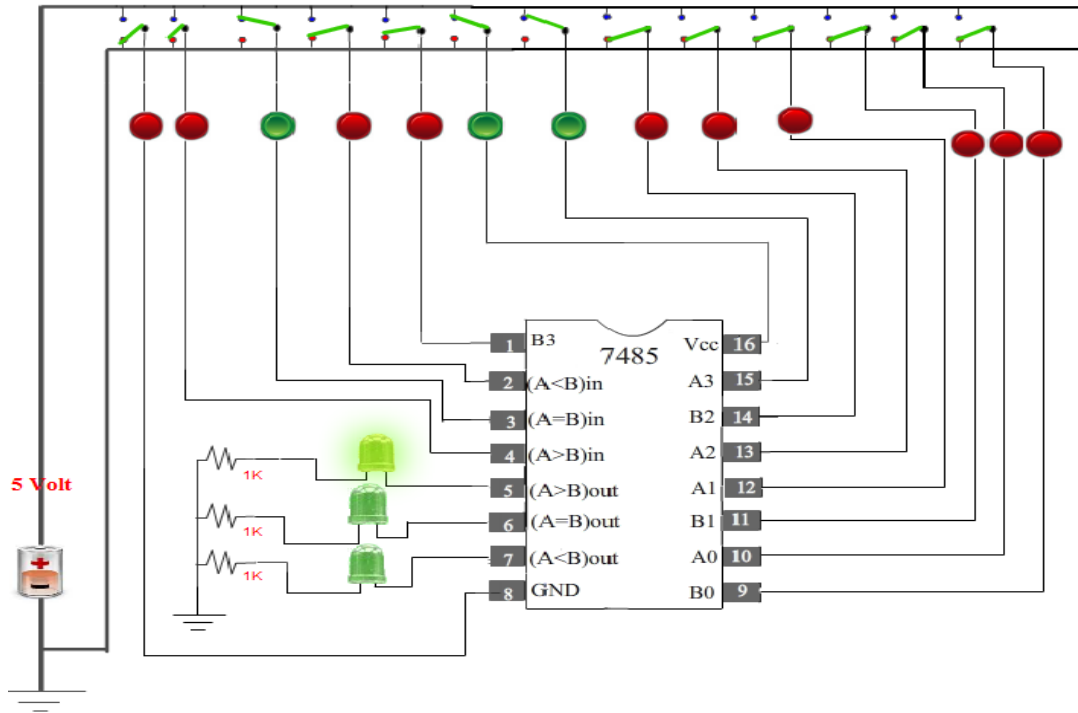 7485
1 B3
2 (A<B)in
3 (A=B)in
4 (A>B)in
5 (A>B)out
6 (A=B)out
7 (A<B)out
8 GND
Vcc 16
A3 15
B2 14
A2 13
A1 12
B1 11
A0 10
B0 9
1K
1K
1K
5 Volt